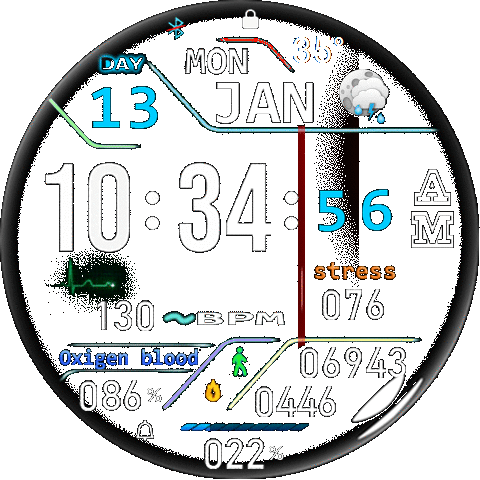 35°
DAY MON
13 JAN
10:34:56 AM
stress
076
130 BPM
Oxigen blood
06943
086%
0446
022%